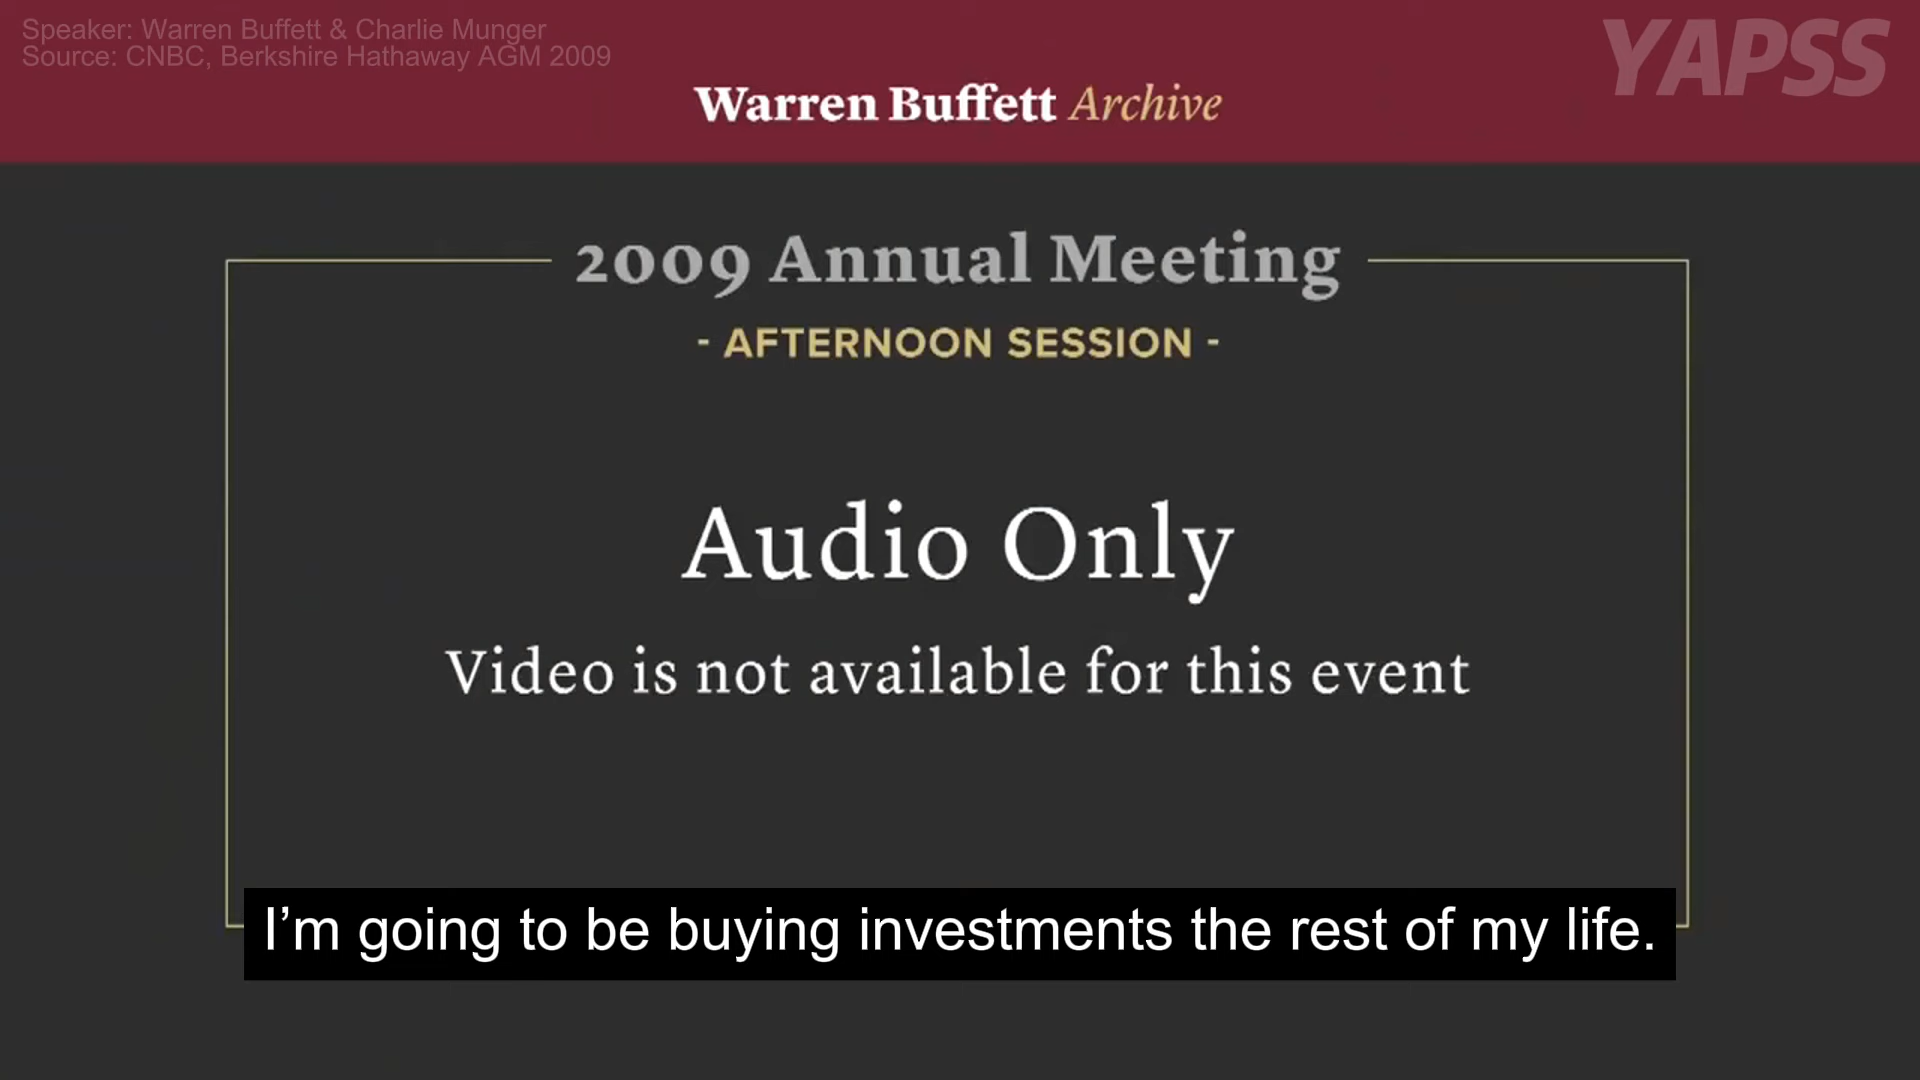 Speaker: Warren Buffett & Charlie Munger
Source: CNBC, Berkshire Hathaway AGM 2009
YAPSS
Warren Buffett Archive
2009 Annual Meeting
- AFTERNOON SESSION -
Audio Only
Video is not available for this event
I’m going to be buying investments the rest of my life.